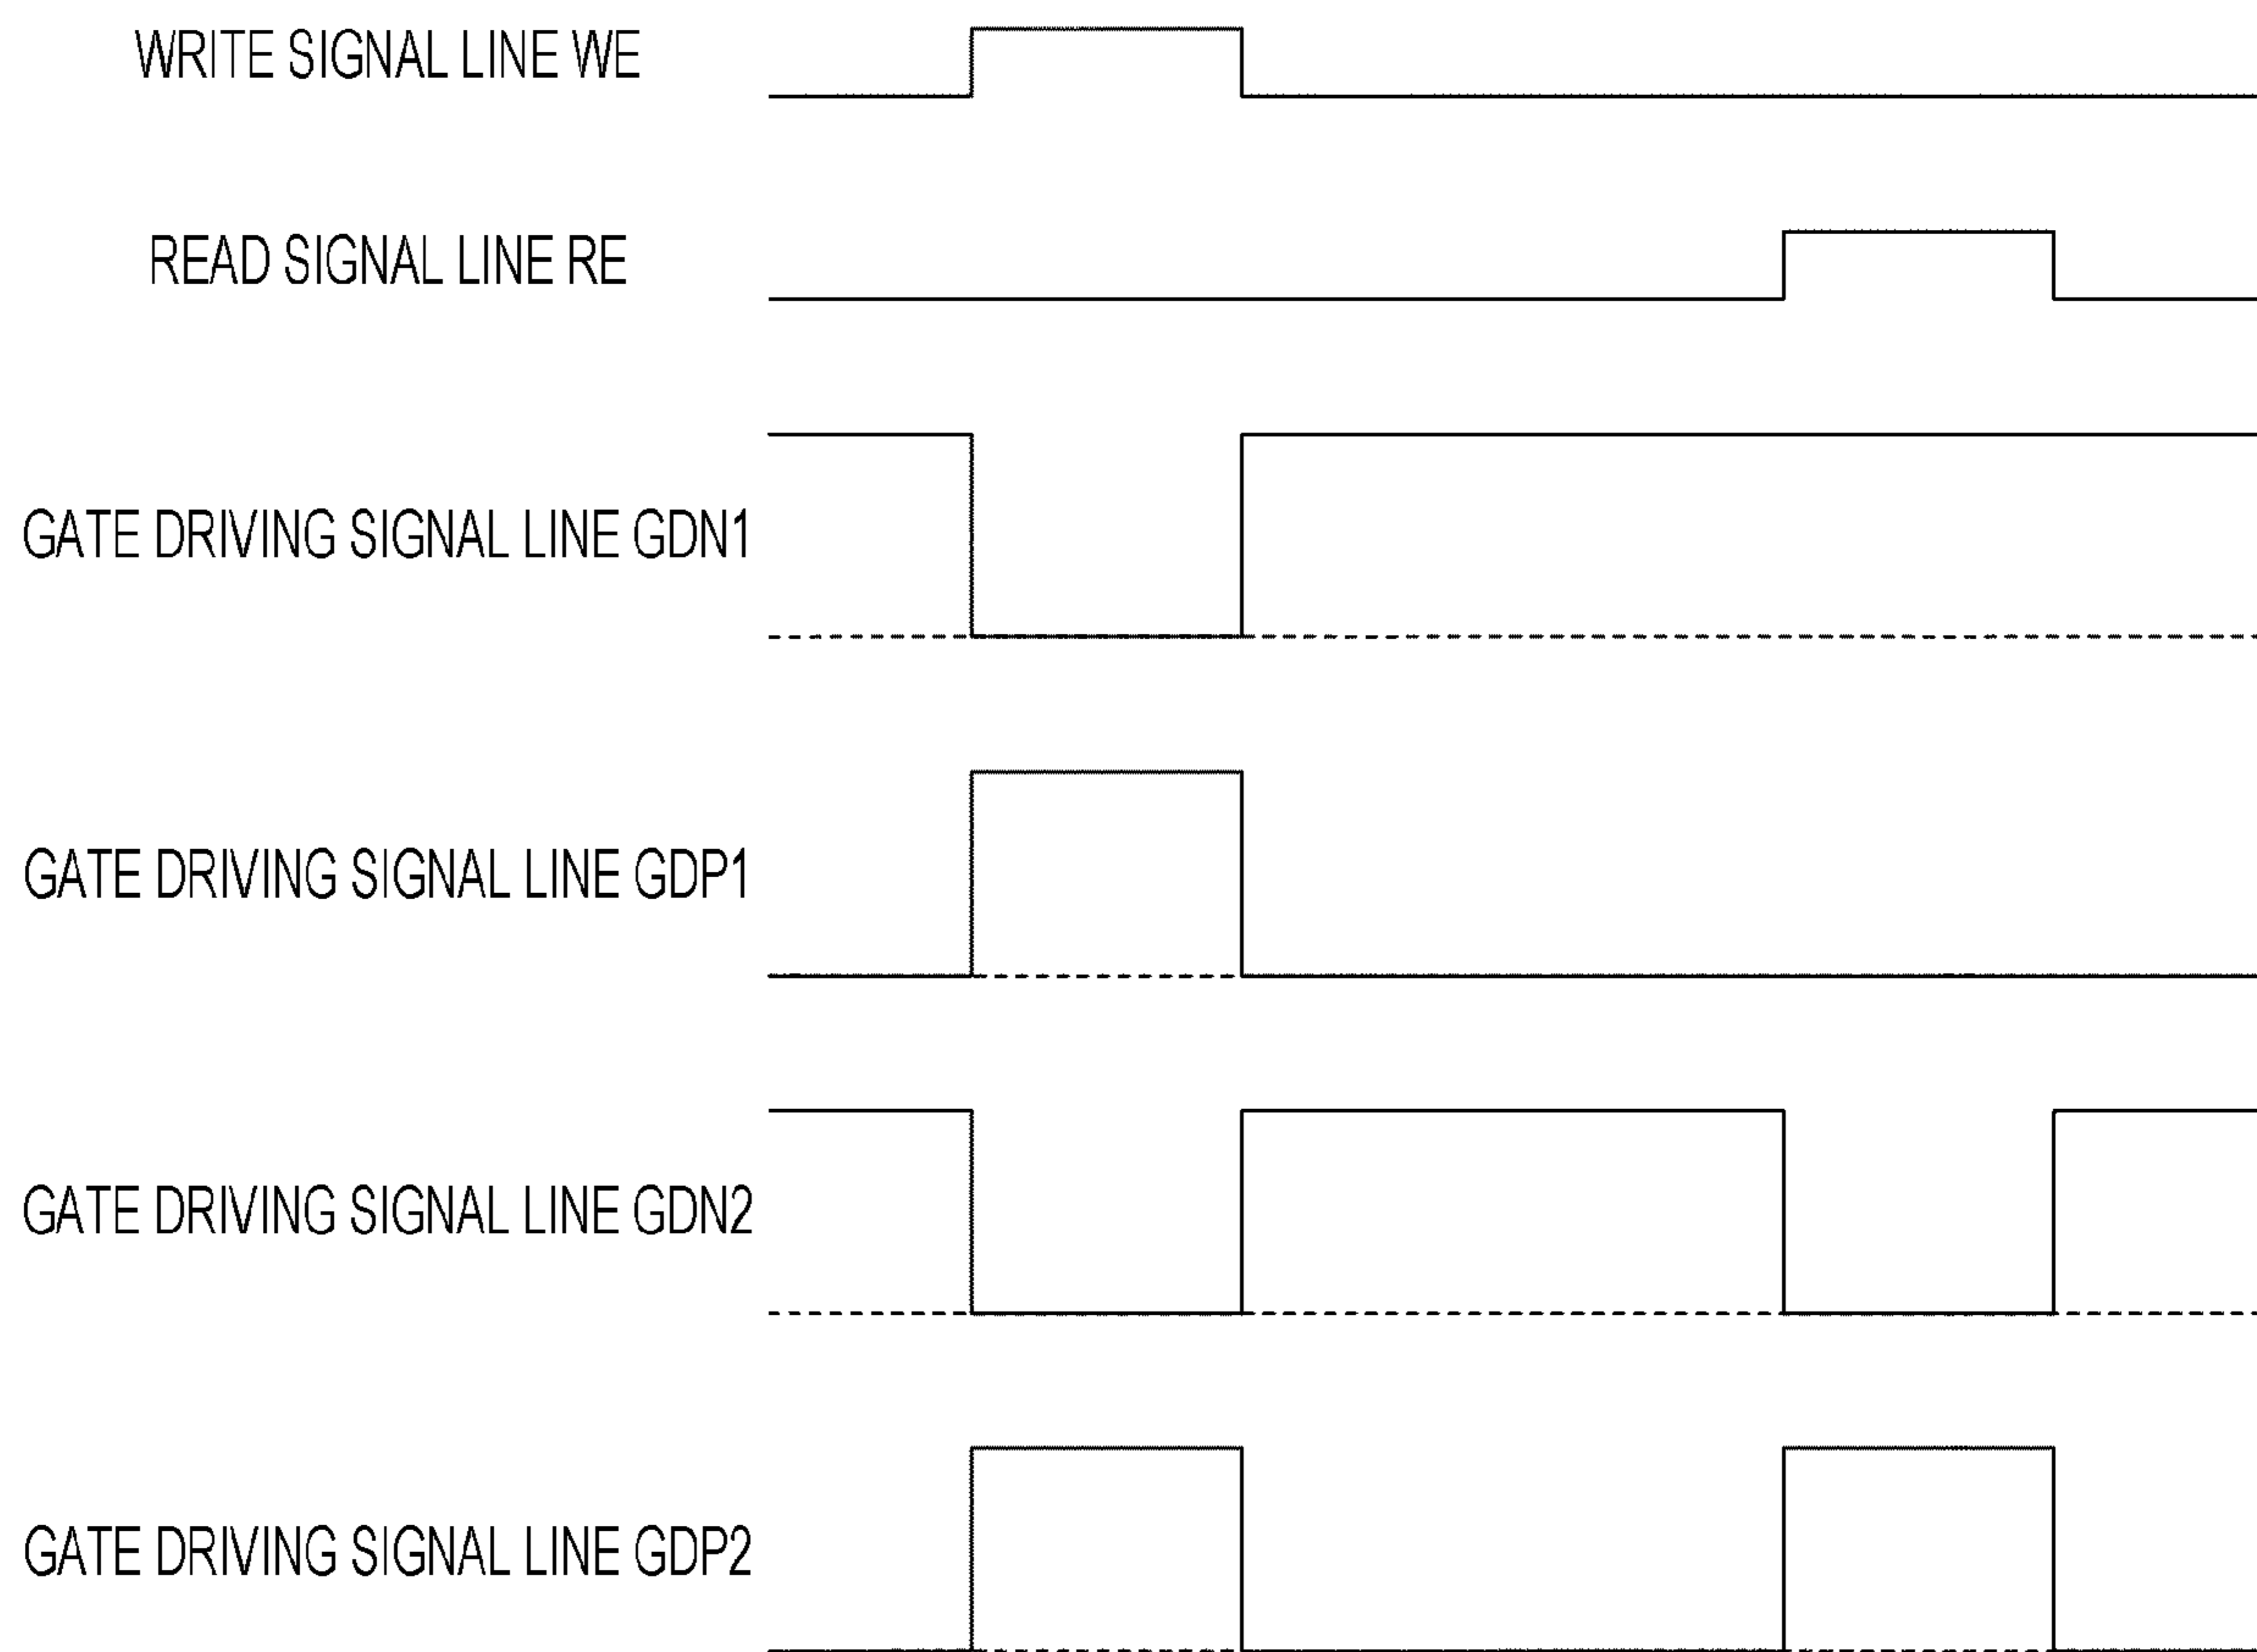 WRITE SIGNAL LINE WE
READ SIGNAL LINE RE
GATE DRIVING SIGNAL LINE GDN1
GATE DRIVING SIGNAL LINE GDP1
GATE DRIVING SIGNAL LINE GDN2
GATE DRIVING SIGNAL LINE GDP2